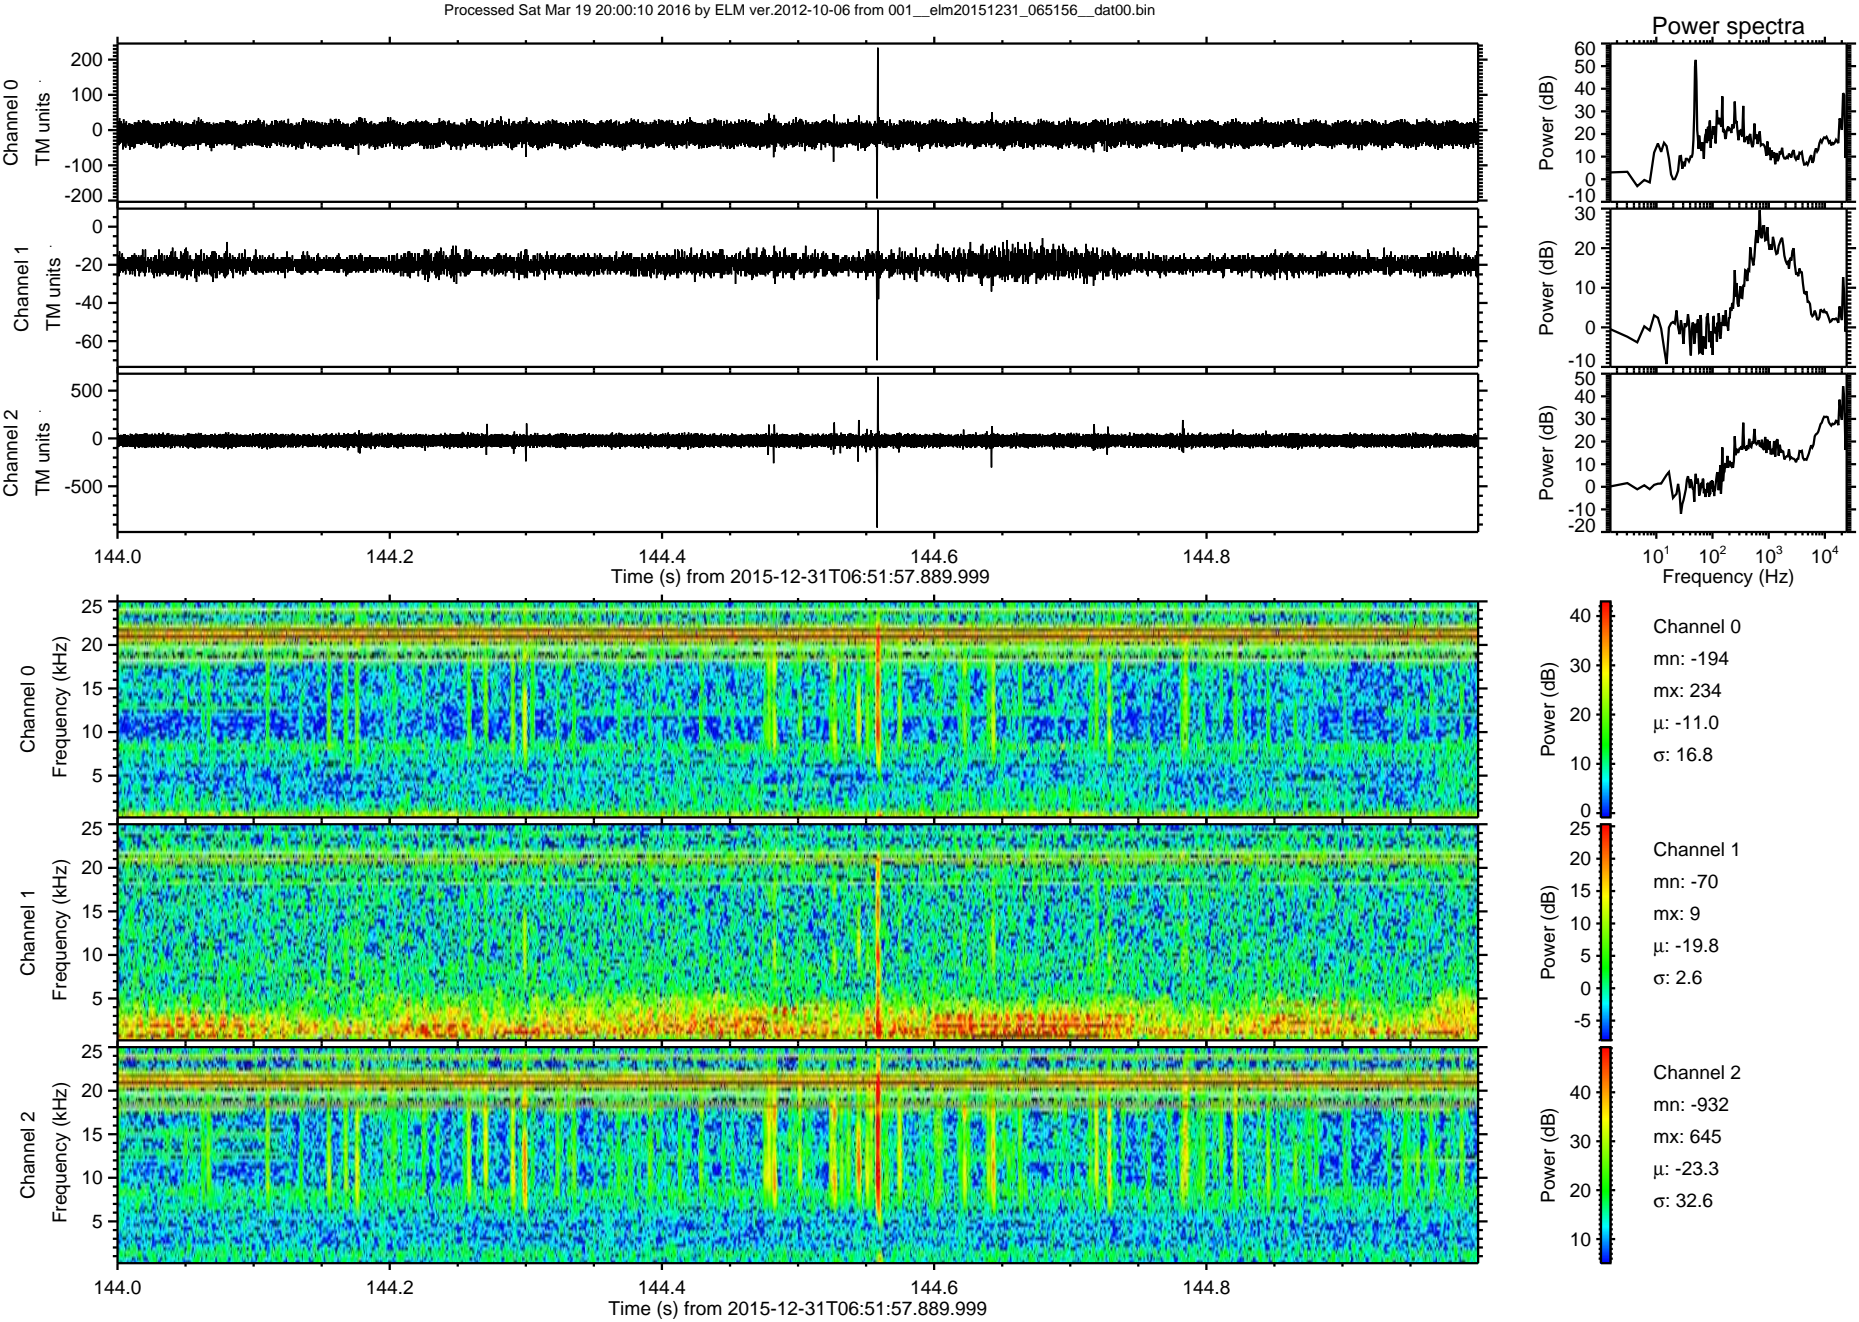 Processed Sat Mar 19 20:00:10 2016 by ELM ver.2012-10-06 from 001__elm20151231_065156__dat00.bin
Power spectra
Channel 0
TM units
200
100
0
-100
-200
Power (dB)
60
50
40
30
20
10
0
-10
Channel 1
TM units
0
-20
-40
-60
Power (dB)
30
20
10
0
-10
Channel 2
TM units
500
0
-500
Power (dB)
50
40
30
20
10
0
-10
-20
144.0 144.2 144.4 144.6 144.8
Time (s) from 2015-12-31T06:51:57.889.999
10^1 10^2 10^3 10^4
Frequency (Hz)
Channel 0
Frequency (kHz)
25
20
15
10
5
Power (dB)
40
30
20
10
0
Channel 0
mn: -194
mx: 234
μ: -11.0
σ: 16.8
Channel 1
Frequency (kHz)
25
20
15
10
5
Power (dB)
25
20
15
10
5
0
-5
Channel 1
mn: -70
mx: 9
μ: -19.8
σ: 2.6
Channel 2
Frequency (kHz)
25
20
15
10
5
Power (dB)
40
30
20
10
Channel 2
mn: -932
mx: 645
μ: -23.3
σ: 32.6
144.0 144.2 144.4 144.6 144.8
Time (s) from 2015-12-31T06:51:57.889.999